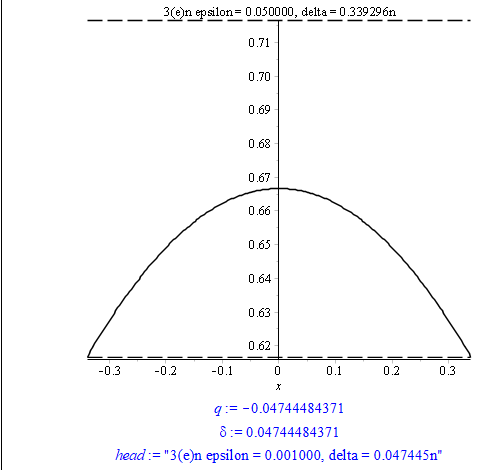 3(e)n epsilon = 0.050000, delta = 0.339296n
0.71
0.70
0.69
0.68
0.67
0.66
0.65
0.64
0.63
0.62
-0.3 -0.2 -0.1 0 0.1 0.2 0.3
x
q := −0.04744484371
δ := 0.04744484371
head := "3(e)n epsilon = 0.001000, delta = 0.047445n"